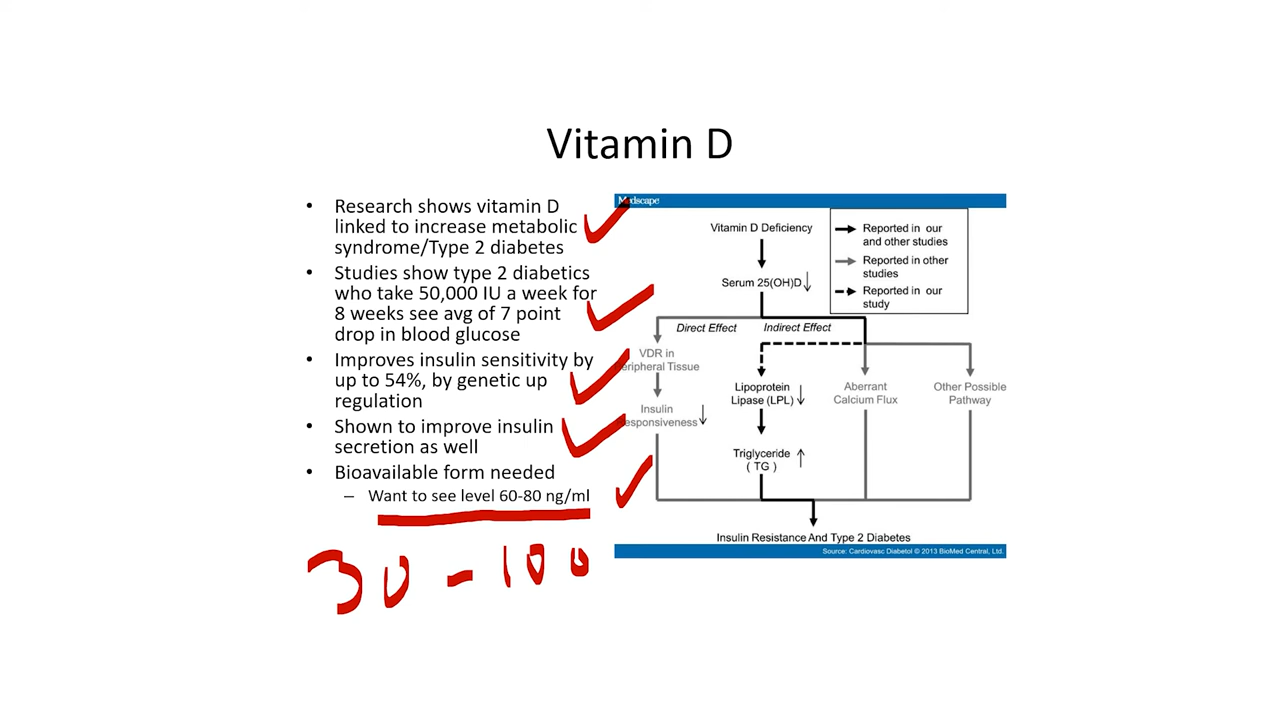 Vitamin D
• Research shows vitamin D
linked to increase metabolic
syndrome/Type 2 diabetes
• Studies show type 2 diabetics
who take 50,000 IU a week for
8 weeks see avg of 7 point
drop in blood glucose
• Improves insulin sensitivity by
up to 54%, by genetic up
regulation
• Shown to improve insulin
secretion as well
• Bioavailable form needed
– Want to see level 60-80 ng/ml
30 - 100
Medscape
Vitamin D Deficiency
Serum 25(OH)D
Direct Effect
Indirect Effect
Reported in our
and other studies
Reported in other
studies
Reported in our
study
VDR in
Peripheral Tissue
Insulin
Responsiveness
Lipoprotein
Lipase (LPL)
Triglyceride
( TG )
Aberrant
Calcium Flux
Other Possible
Pathway
Insulin Resistance And Type 2 Diabetes
Source: Cardiovasc Diabetol © 2013 BioMed Central, Ltd.